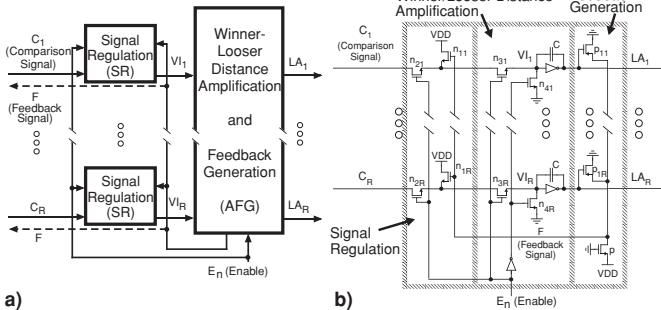 C1
(Comparison
Signal)
Signal
Regulation
(SR)
VI1
F
(Feedback
Signal)
Signal
Regulation
(SR)
CR
VIR
F
Winner-
Looser
Distance
Amplification
and
Feedback
Generation
(AFG)
LA1
LAR
En (Enable)
a)
Winner/Looser Distance
Amplification
Generation
C1
(Comparison
Signal)
VDD
n11
n21
n31
VI1
C
n41
p11
LA1
VDD
n1R
CR
n2R
n3R
VIR
C
n4R
p1R
LAR
Signal
Regulation
F
(Feedback
Signal)
p
VDD
En (Enable)
b)